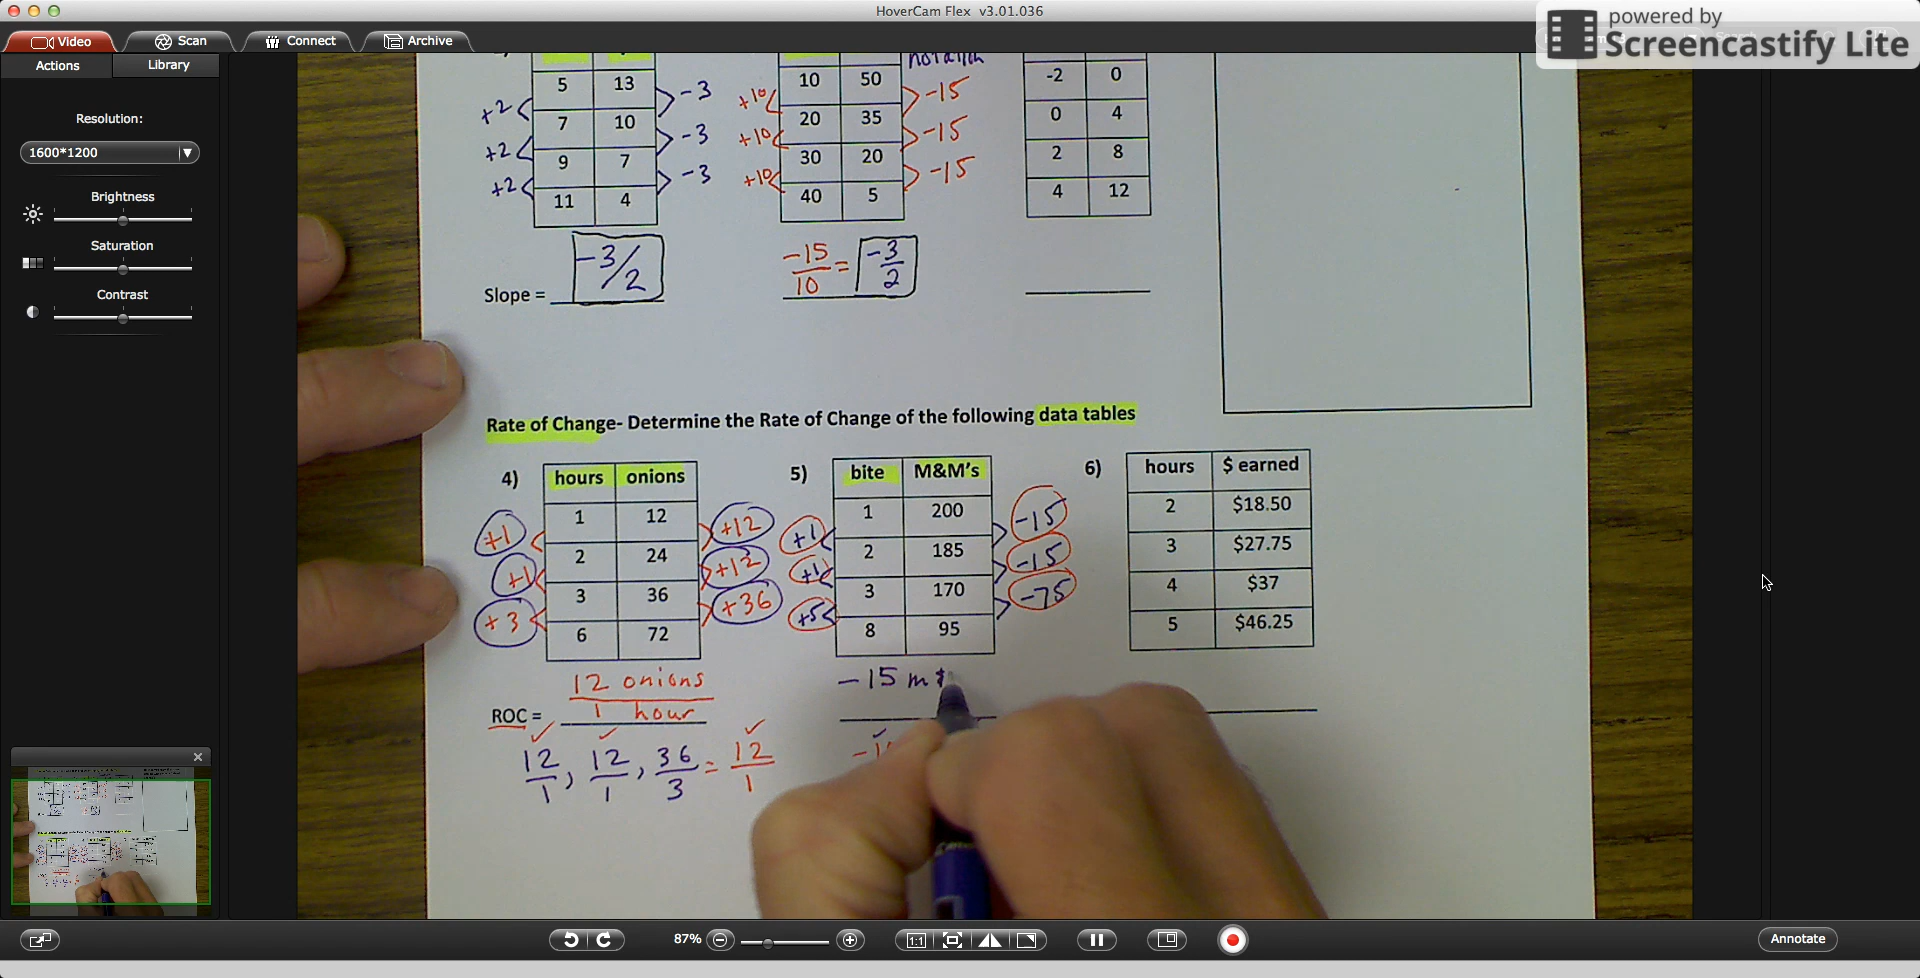 HoverCam Flex v3.01.036
powered by
Screencastify Lite
Video Scan Connect Archive
Actions Library
Resolution:
1600*1200
Brightness
Saturation
Contrast
notation
5 13
7 10
9 7
11 4
+2 -3
+2 -3
+2 -3
Slope = -3/2
10 50
20 35
30 20
40 5
+10 -15
+10 -15
+10 -15
-15/10 = -3/2
-2 0
0 4
2 8
4 12
Rate of Change- Determine the Rate of Change of the following data tables
4) hours onions
1 12
2 24
3 36
6 72
+1 +12
+1 +12
+3 +36
12 onions
ROC = 1 hour
12/1, 12/1, 36/3 = 12/1
5) bite M&M's
1 200
2 185
3 170
8 95
+1 -15
+1 -15
+5 -75
-15 m
6) hours $ earned
2 $18.50
3 $27.75
4 $37
5 $46.25
87% 1:1
Annotate